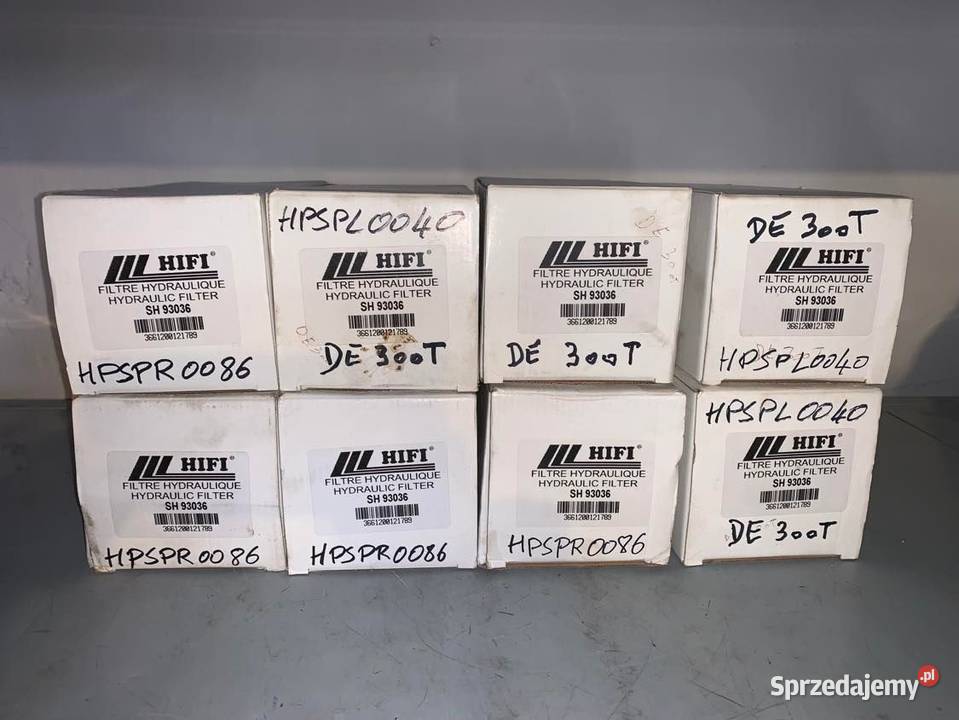 HIFI®
FILTRE HYDRAULIQUE
HYDRAULIC FILTER
SH 93036
3661200121789
HPSPR0086
HPSPL0040
HIFI®
FILTRE HYDRAULIQUE
HYDRAULIC FILTER
SH 93036
3661200121789
DE 300T
HIFI®
FILTRE HYDRAULIQUE
HYDRAULIC FILTER
SH 93036
3661200121789
DE 300T
DE 300T
HIFI®
FILTRE HYDRAULIQUE
HYDRAULIC FILTER
SH 93036
3661200121789
HPSPL0040
HIFI®
FILTRE HYDRAULIQUE
HYDRAULIC FILTER
SH 93036
3661200121789
HPSPR0086
HIFI®
FILTRE HYDRAULIQUE
HYDRAULIC FILTER
SH 93036
3661200121789
HPSPR0086
HIFI®
FILTRE HYDRAULIQUE
HYDRAULIC FILTER
SH 93036
3661200121789
HPSPR0086
HPSPL0040
HIFI®
FILTRE HYDRAULIQUE
HYDRAULIC FILTER
SH 93036
3661200121789
DE 300T
Sprzedajemy.pl